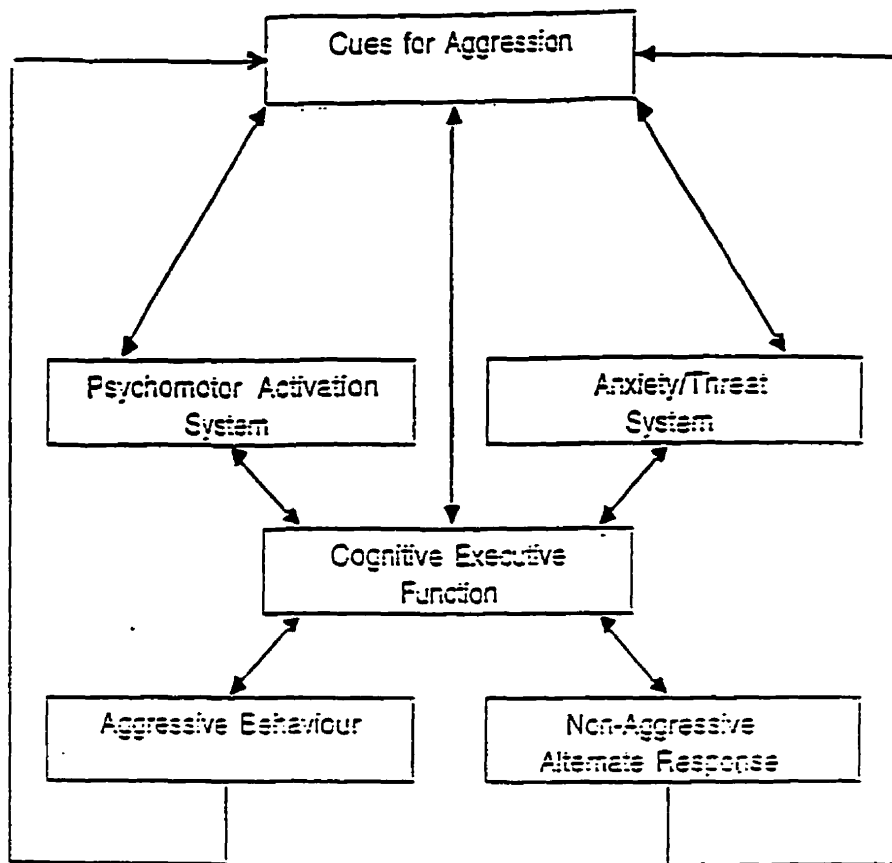 Cues for Aggression
Psychomotor Activation
System
Anxiety/Threat
System
Cognitive Executive
Function
Aggressive Behaviour
Non-Aggressive
Alternate Response